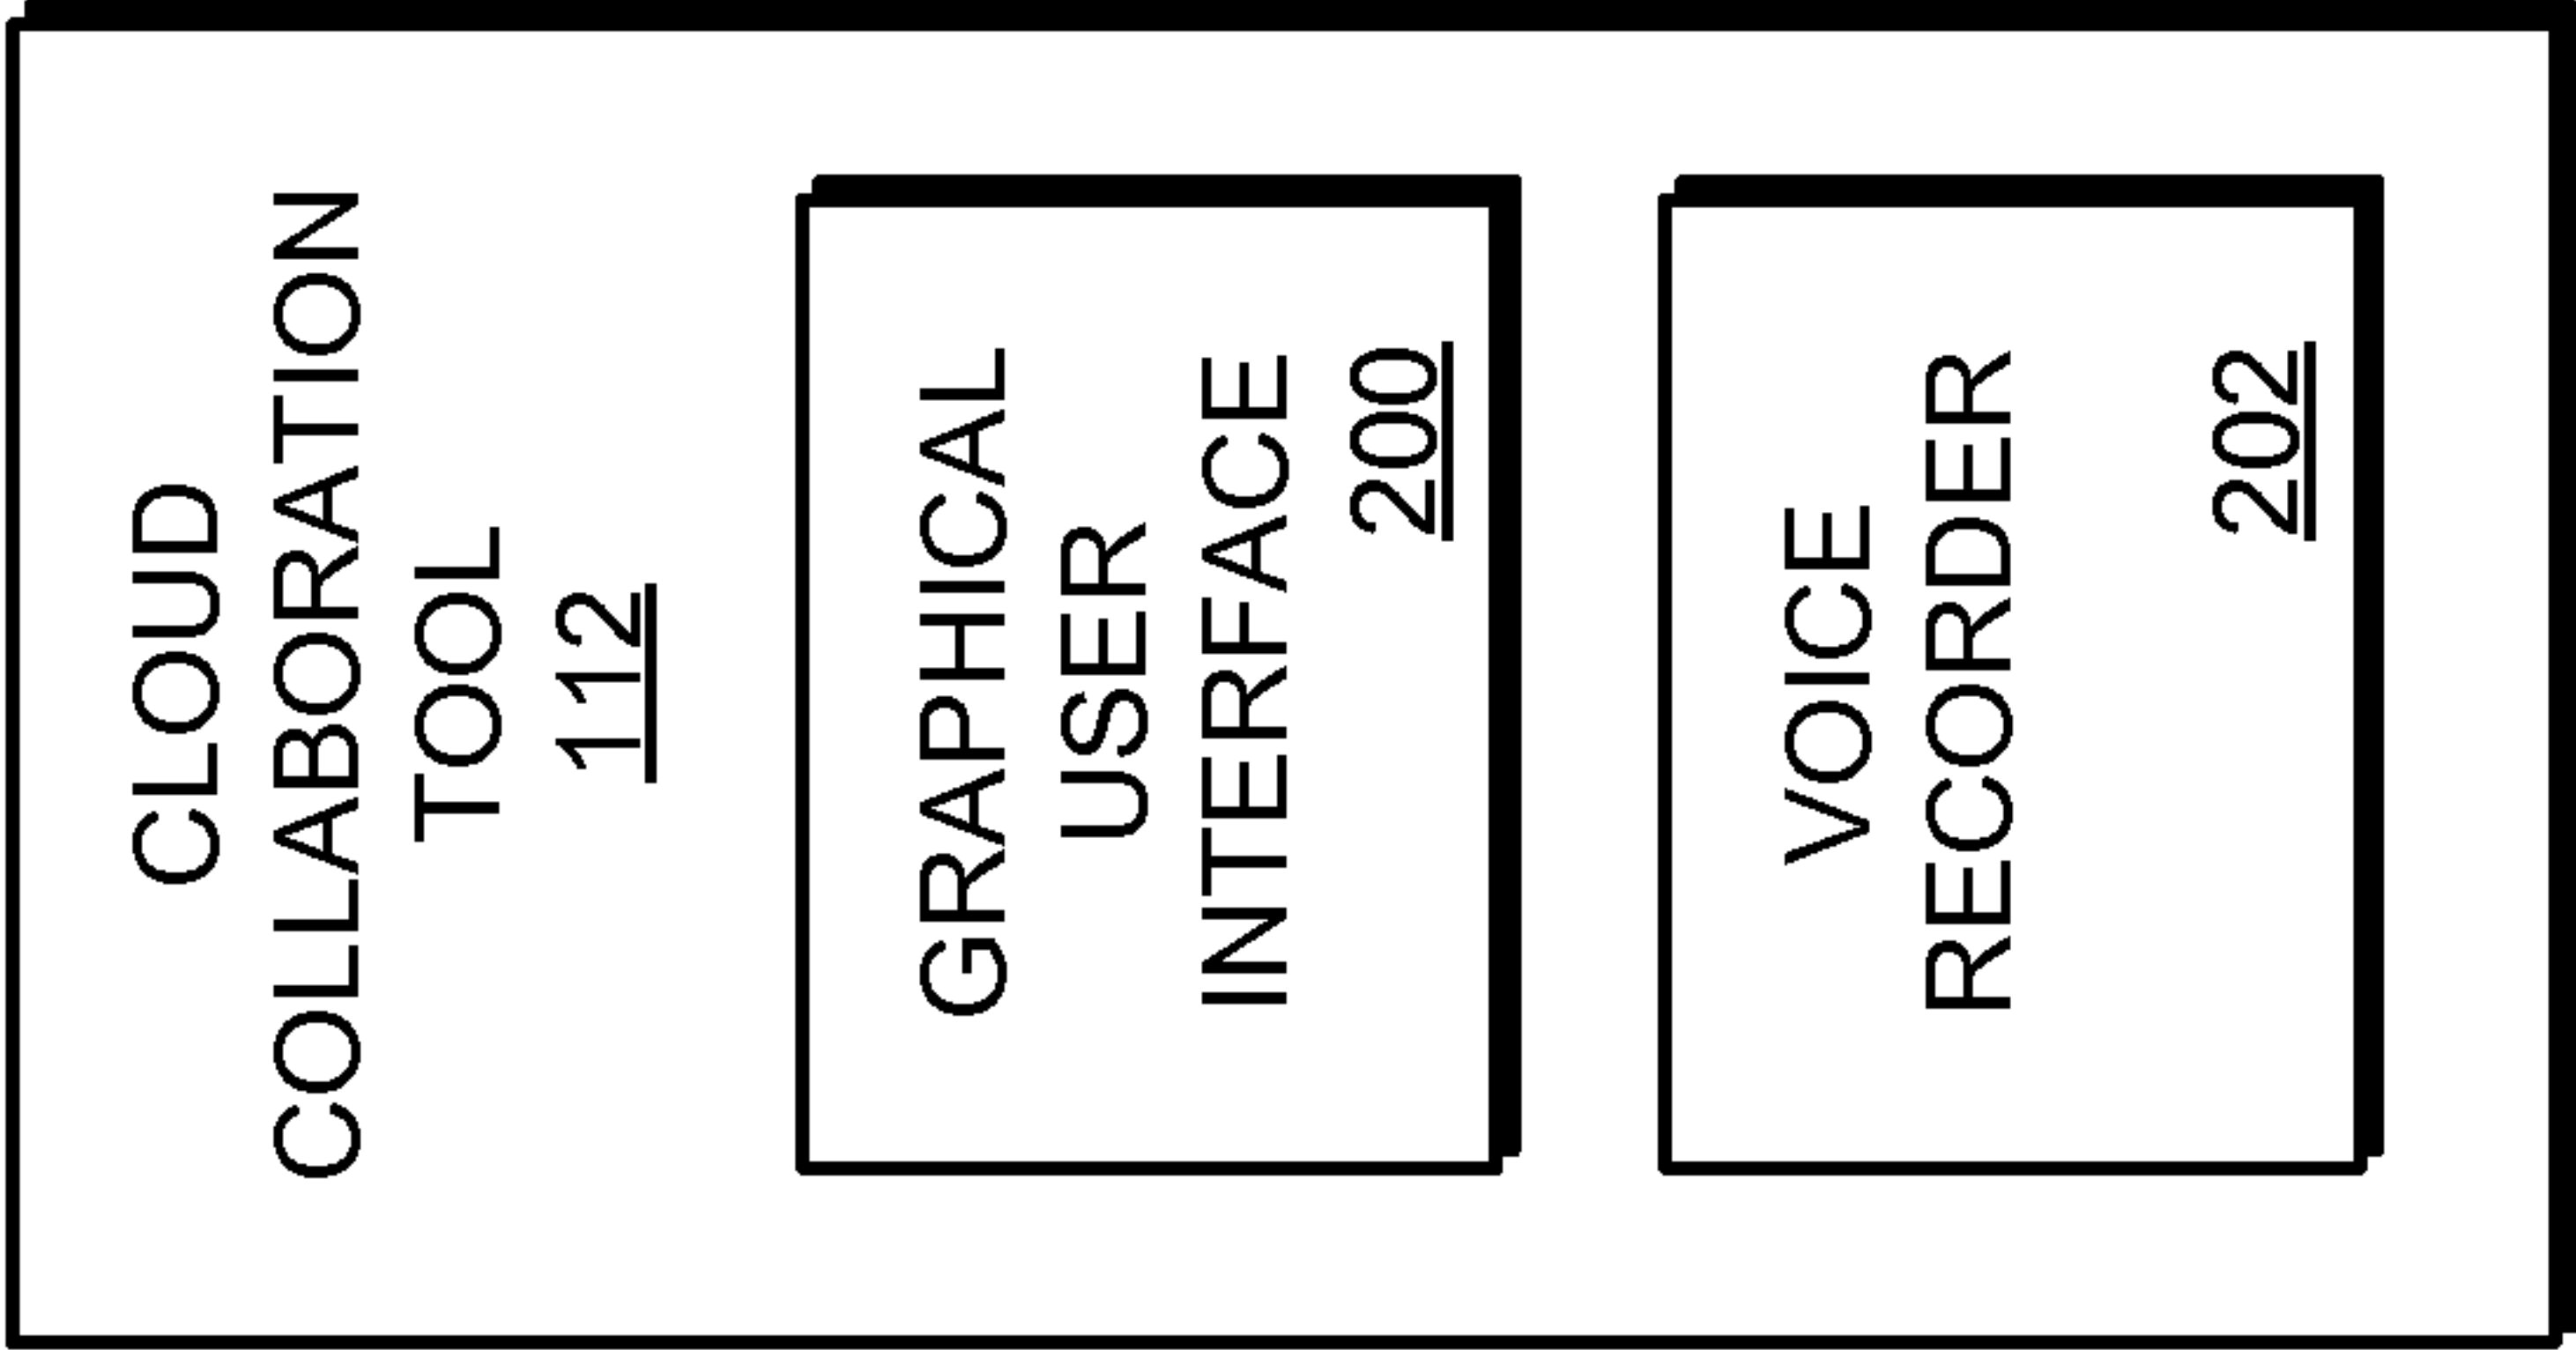 CLOUD
COLLABORATION
TOOL
112
GRAPHICAL
USER
INTERFACE
200
VOICE
RECORDER
202